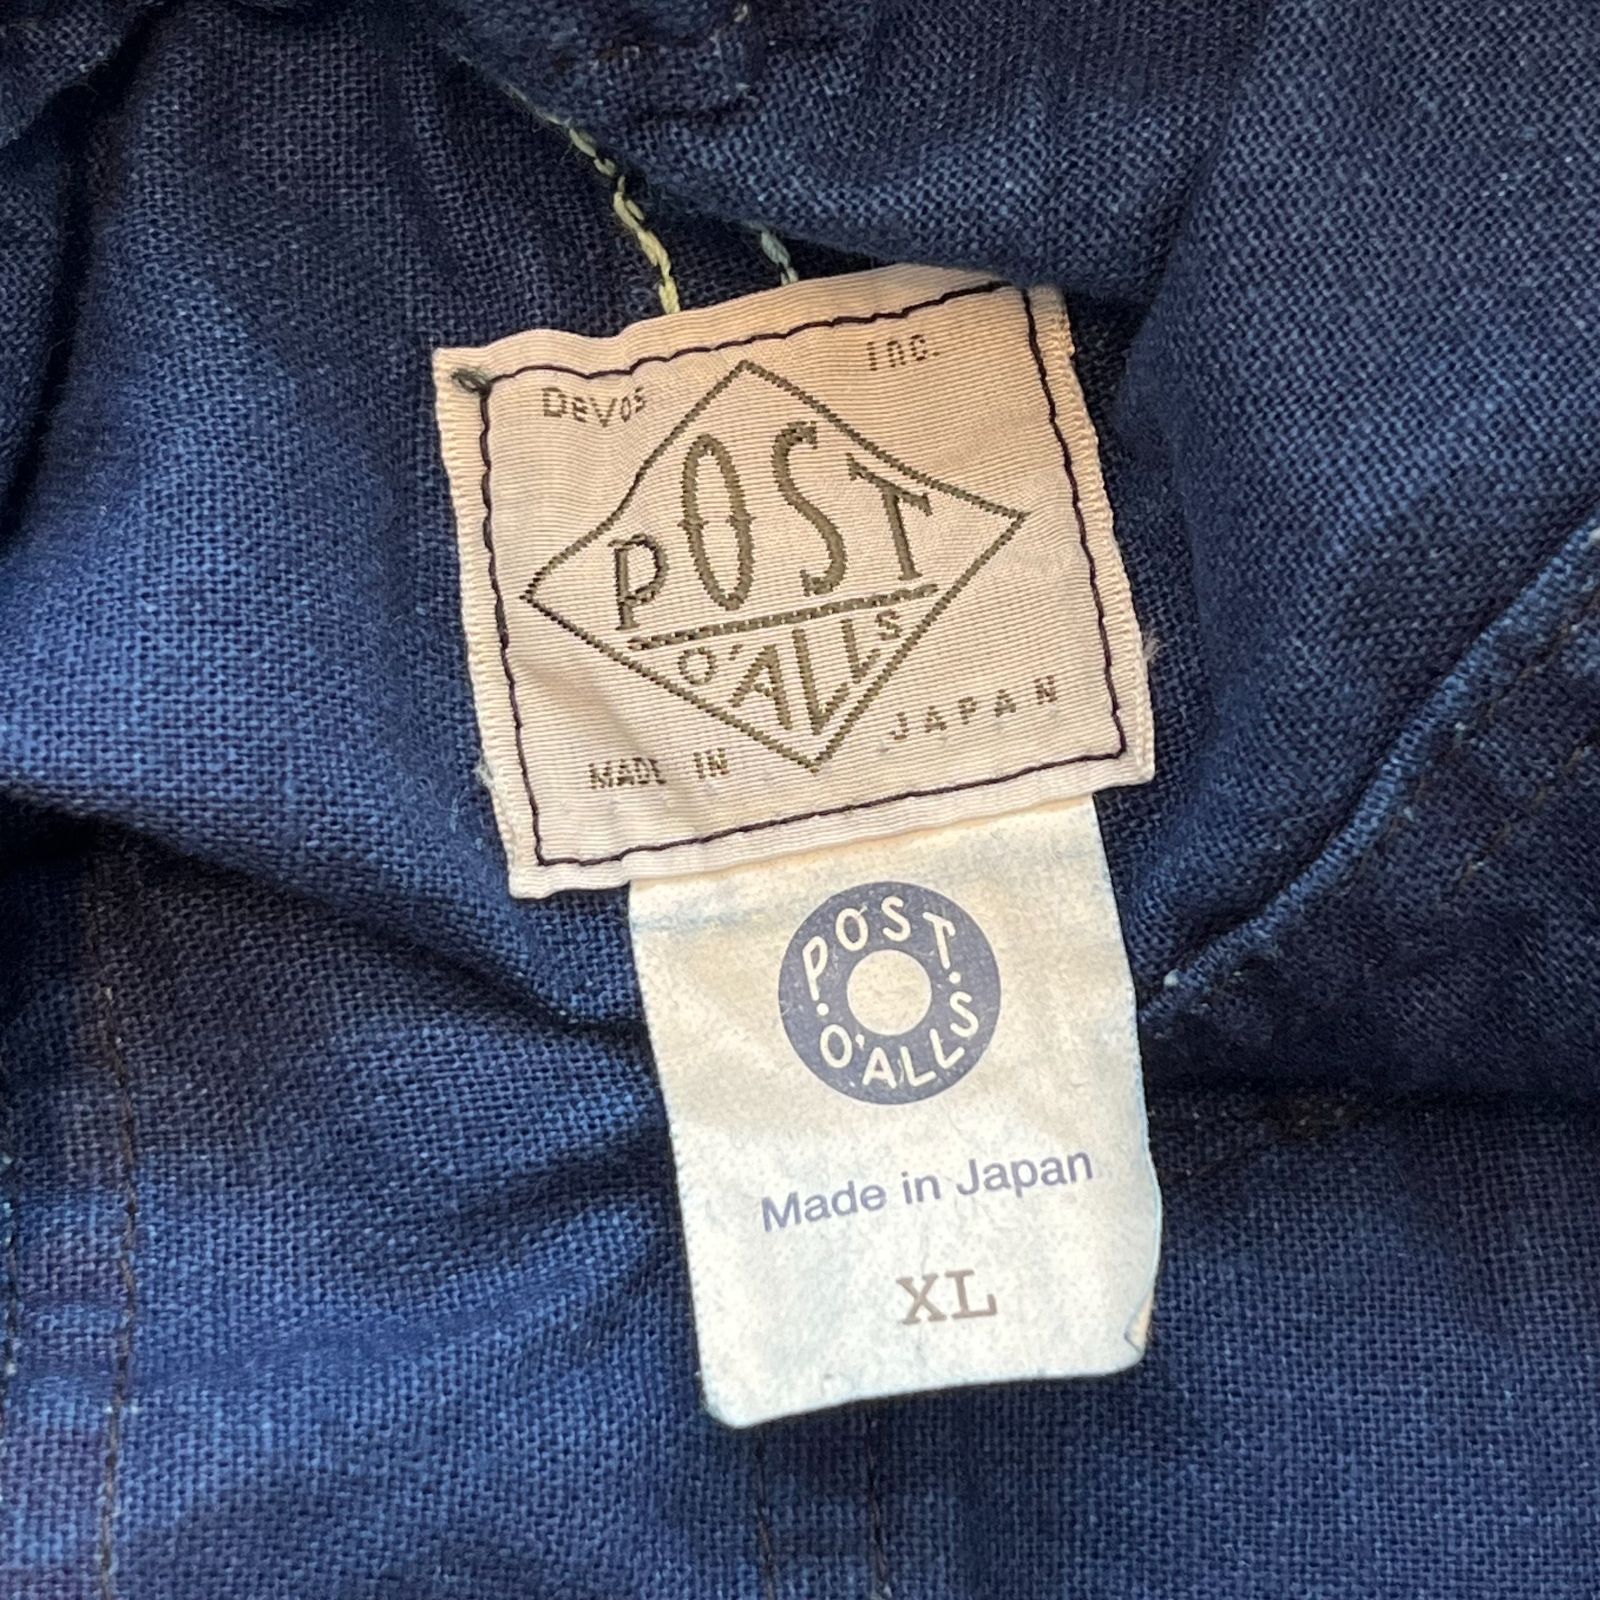 DeVos Inc.
POST
O'ALLS
MADE IN JAPAN
POST
O'ALLS
Made in Japan
XL